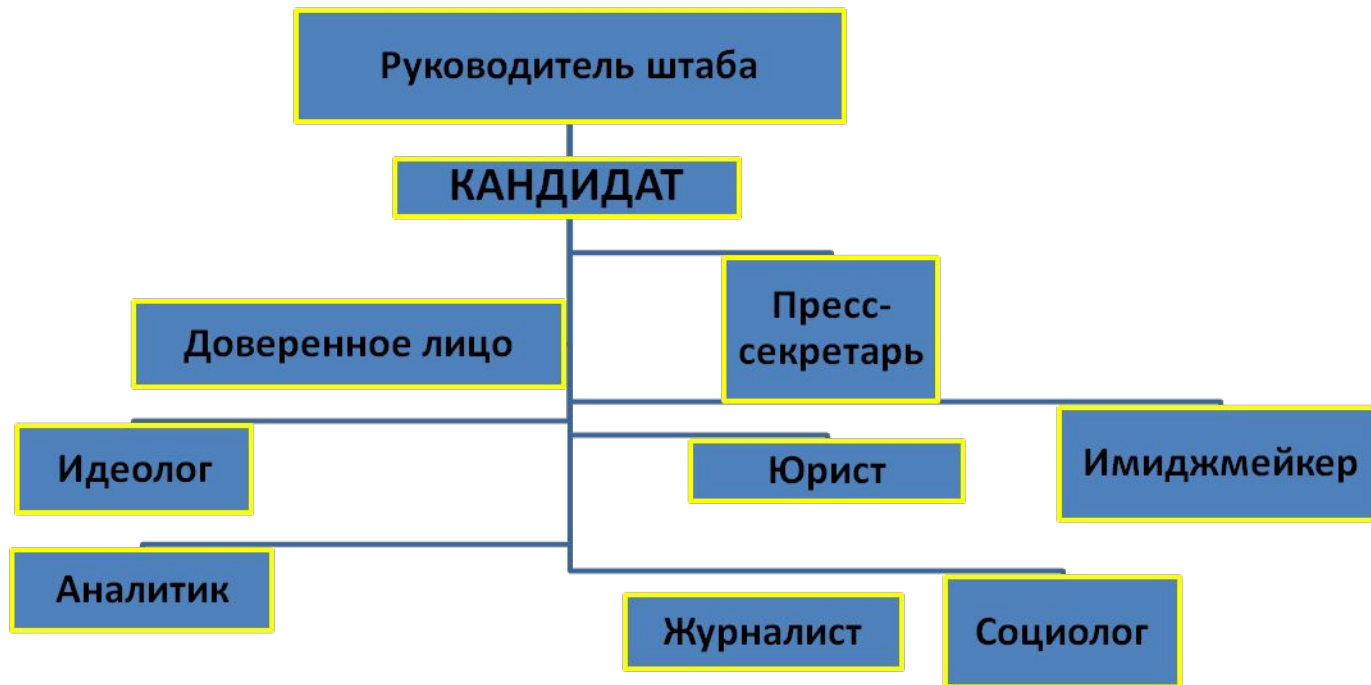 Руководитель штаба
КАНДИДАТ
Пресс-
секретарь
Доверенное лицо
Идеолог
Юрист
Имиджмейкер
Аналитик
Журналист
Социолог